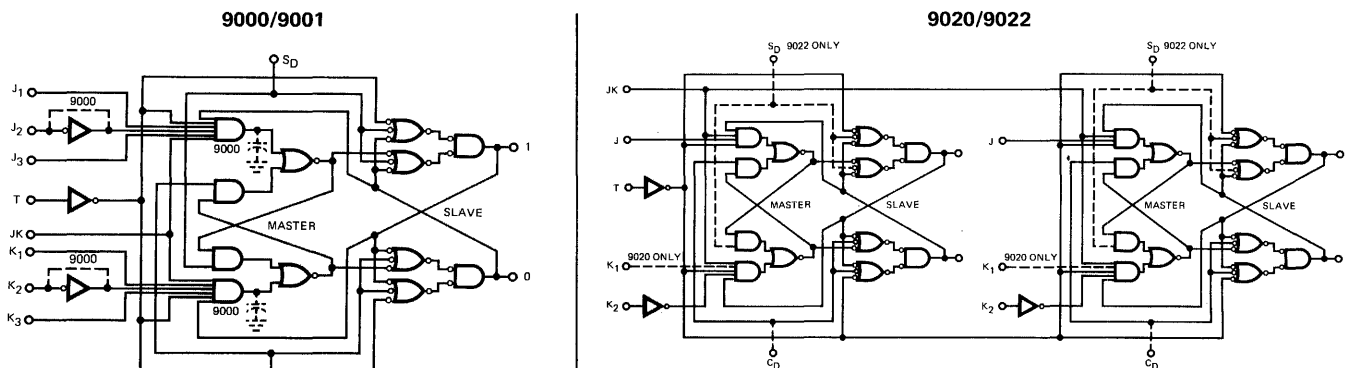 9000/9001
9020/9022
SD
J1
9000
J2
9000
J3
1
T
MASTER
SLAVE
JK
K1
9000
K2
9000
K3
0
SD 9022 ONLY
SD 9022 ONLY
JK
J
J
T
MASTER
SLAVE
MASTER
SLAVE
K1
9020 ONLY
K1
9020 ONLY
K2
K2
CD
CD